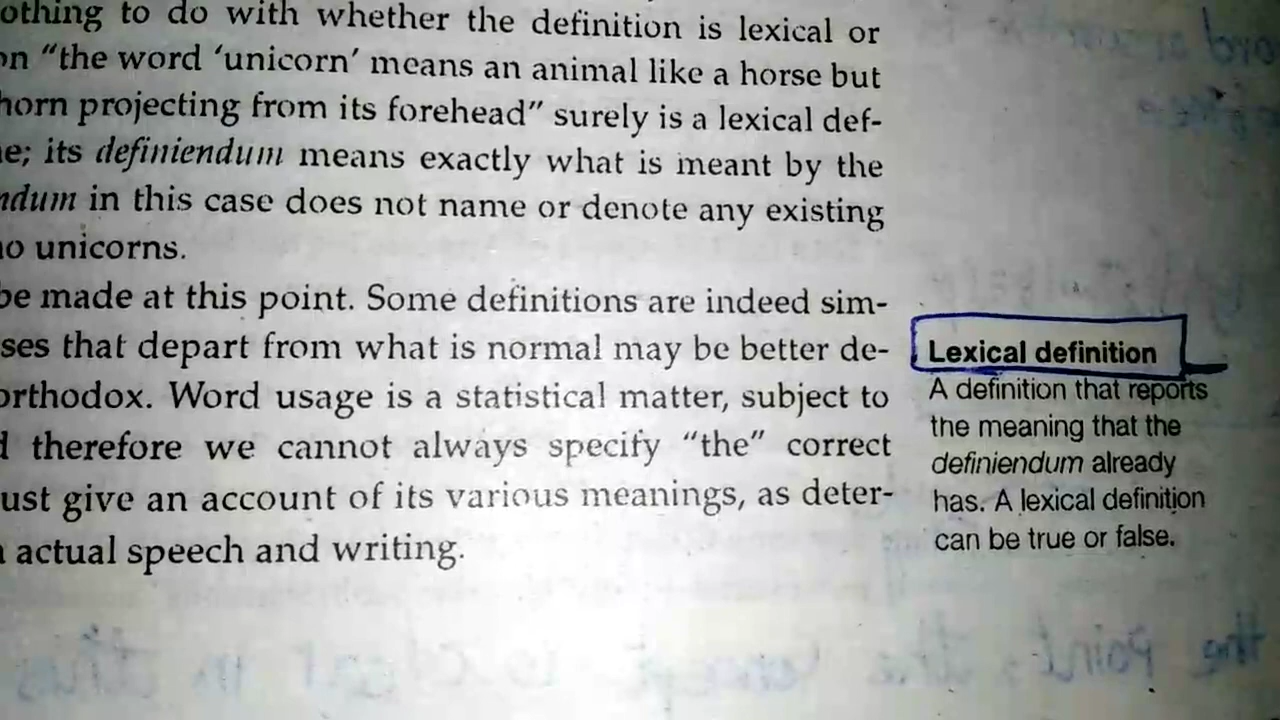 othing to do with whether the definition is lexical or
on “the word ‘unicorn’ means an animal like a horse but
horn projecting from its forehead” surely is a lexical def-
e; its definiendum means exactly what is meant by the
ndum in this case does not name or denote any existing
no unicorns.
be made at this point. Some definitions are indeed sim-
ses that depart from what is normal may be better de-
orthodox. Word usage is a statistical matter, subject to
d therefore we cannot always specify “the” correct
ust give an account of its various meanings, as deter-
actual speech and writing.
Lexical definition
A definition that reports
the meaning that the
definiendum already
has. A lexical definition
can be true or false.